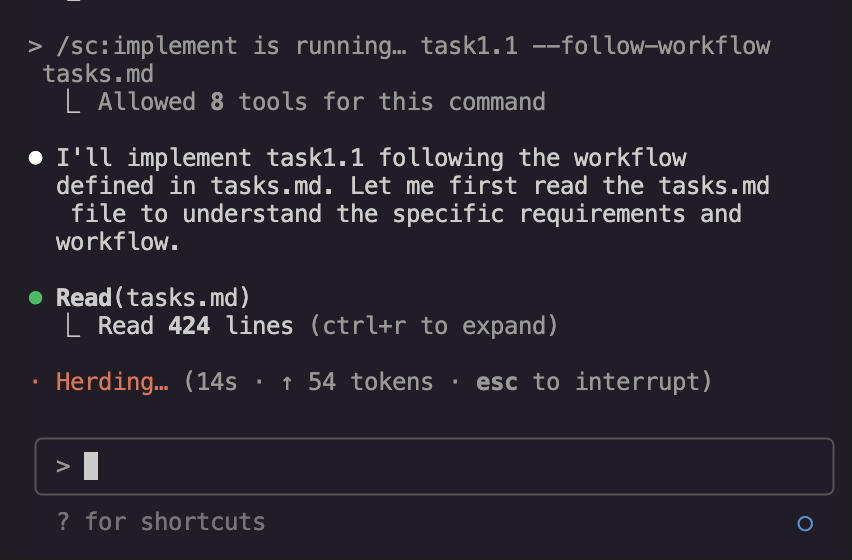 > /sc:implement is running… task1.1 --follow-workflow
tasks.md
⎿ Allowed 8 tools for this command
● I'll implement task1.1 following the workflow
defined in tasks.md. Let me first read the tasks.md
file to understand the specific requirements and
workflow.
● Read(tasks.md)
⎿ Read 424 lines (ctrl+r to expand)
· Herding… (14s · ↑ 54 tokens · esc to interrupt)
>
? for shortcuts